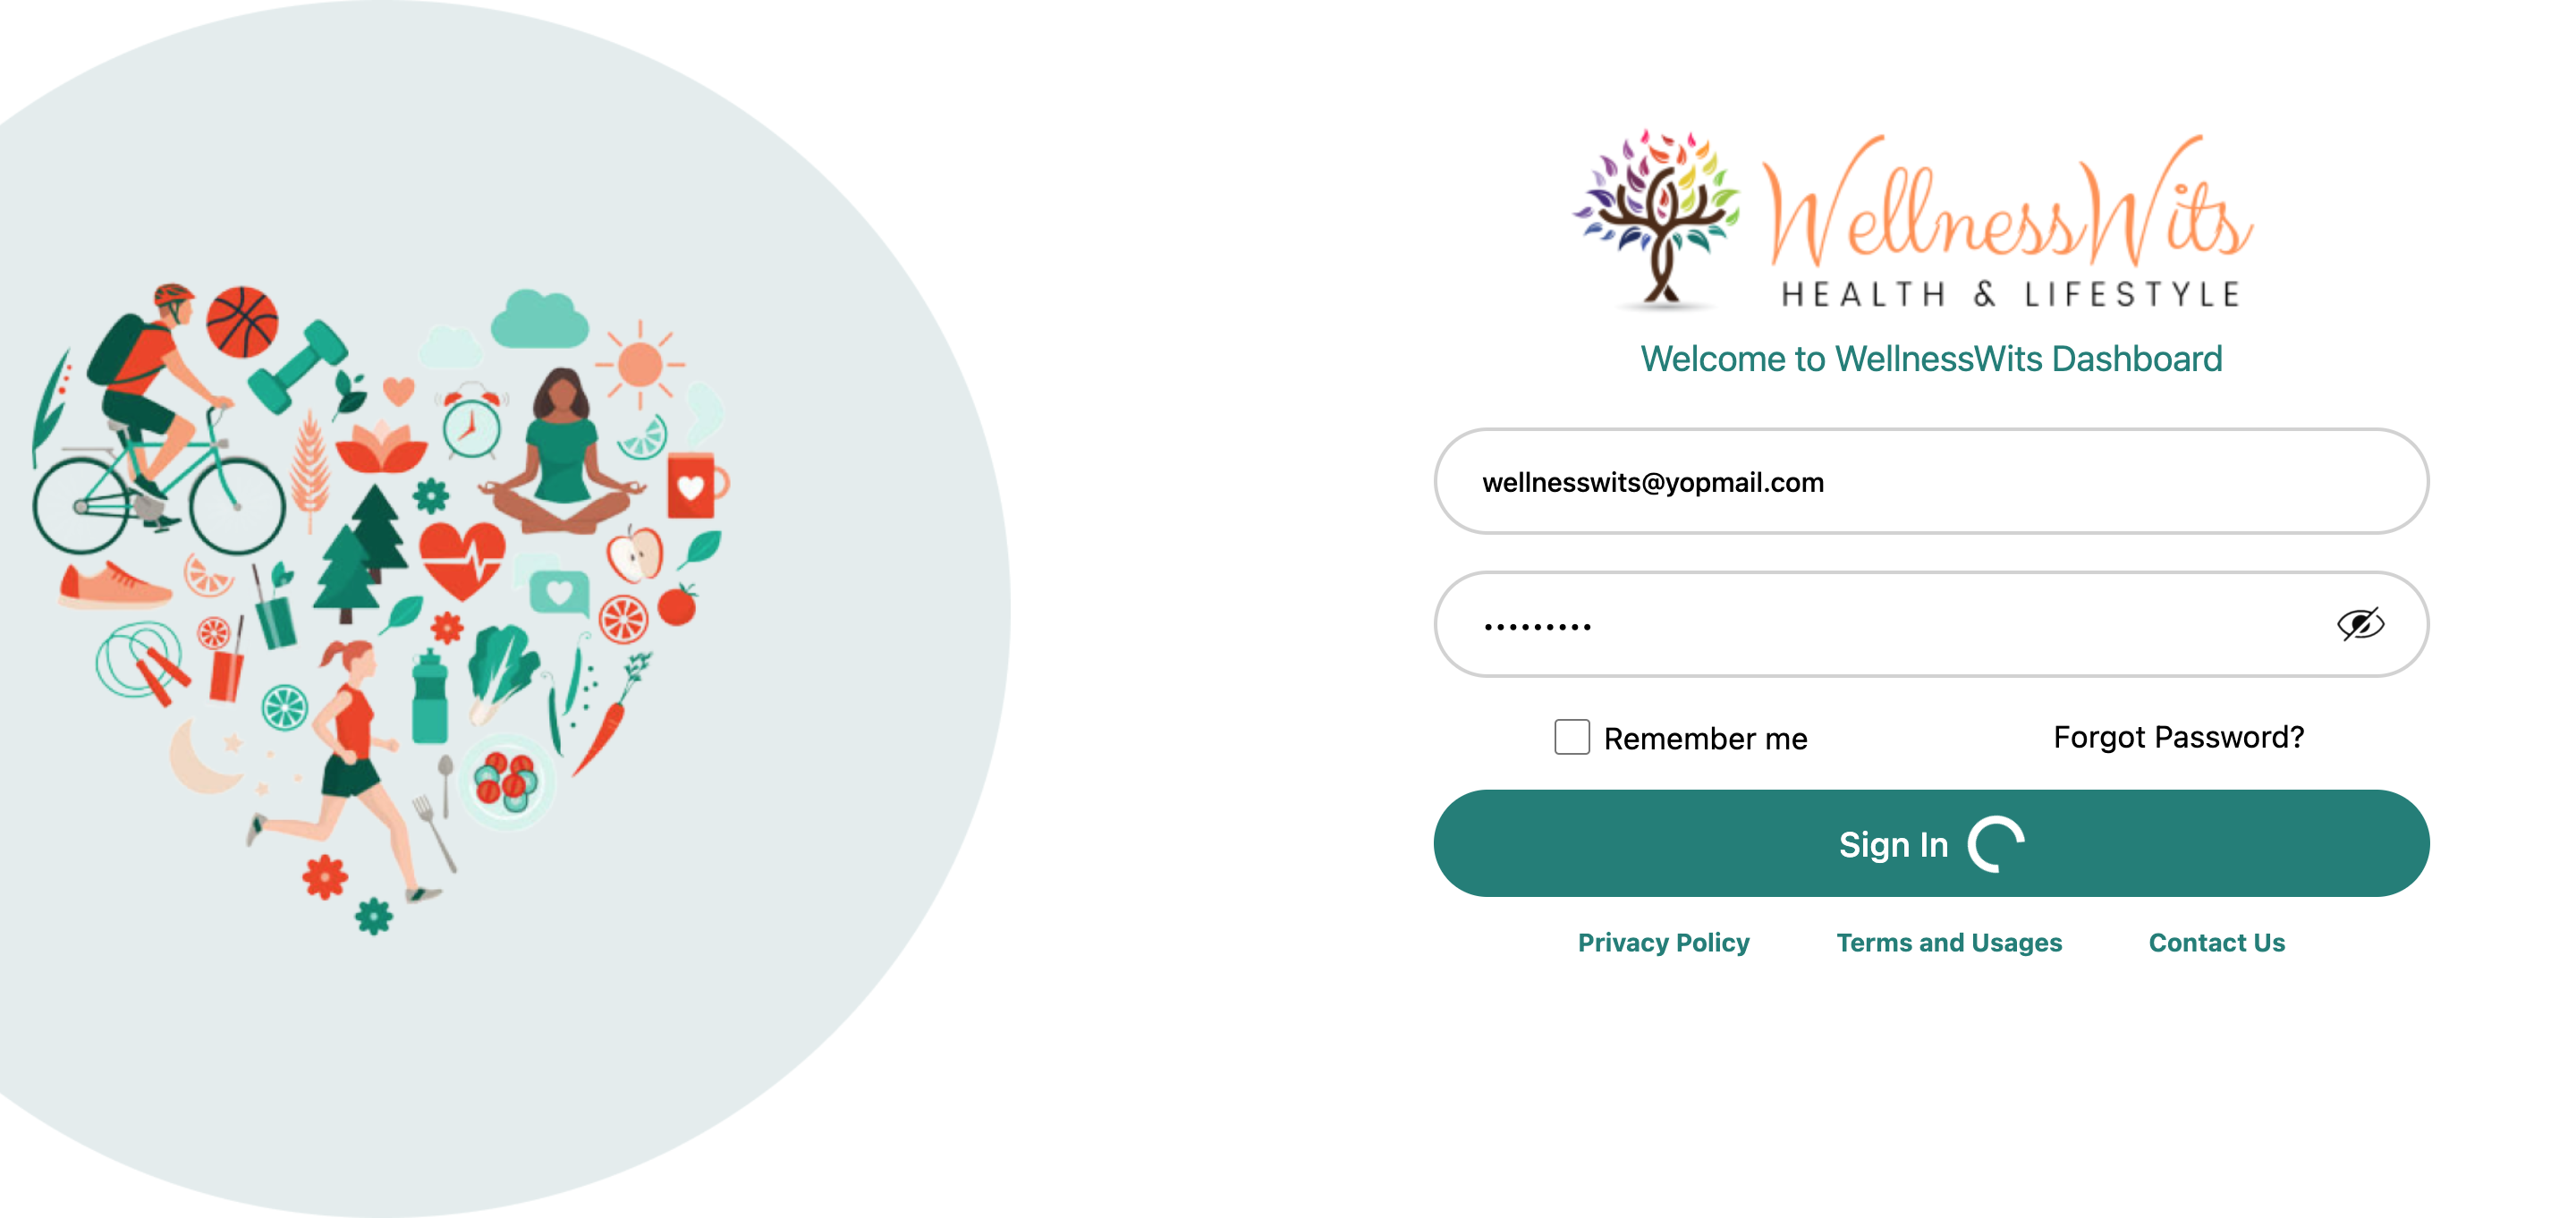 WellnessWits
HEALTH & LIFESTYLE
Welcome to WellnessWits Dashboard
wellnesswits@yopmail.com
•••••••••
Remember me
Forgot Password?
Sign In
Privacy Policy
Terms and Usages
Contact Us